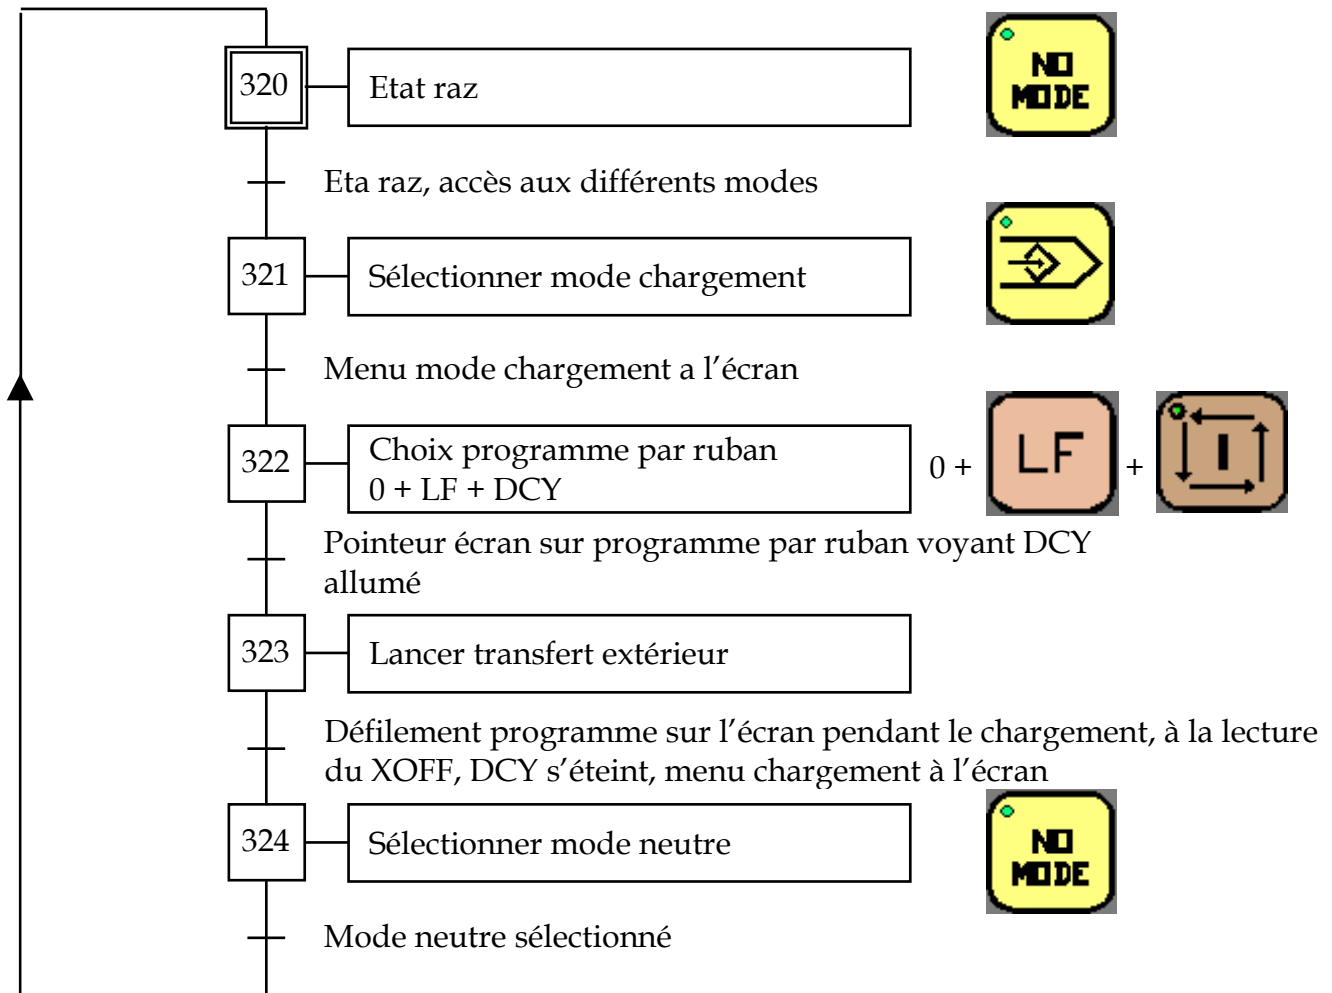 320
Etat raz
NO
MODE
Eta raz, accès aux différents modes
321
Sélectionner mode chargement
Menu mode chargement a l’écran
322
Choix programme par ruban
0 + LF + DCY
0 +
LF
+
I
Pointeur écran sur programme par ruban voyant DCY
allumé
323
Lancer transfert extérieur
Défilement programme sur l’écran pendant le chargement, à la lecture
du XOFF, DCY s’éteint, menu chargement à l’écran
324
Sélectionner mode neutre
NO
MODE
Mode neutre sélectionné